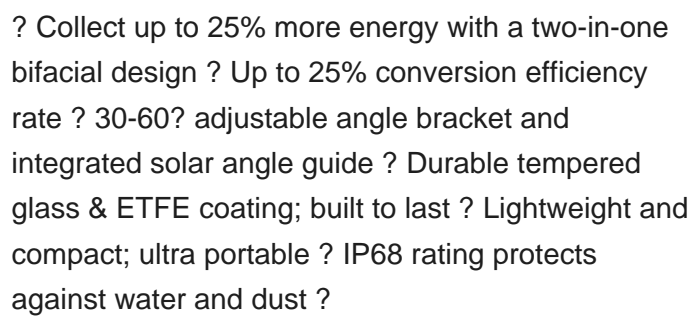 ? Collect up to 25% more energy with a two-in-one
bifacial design ? Up to 25% conversion efficiency
rate ? 30-60? adjustable angle bracket and
integrated solar angle guide ? Durable tempered
glass & ETFE coating; built to last ? Lightweight and
compact; ultra portable ? IP68 rating protects
against water and dust ?